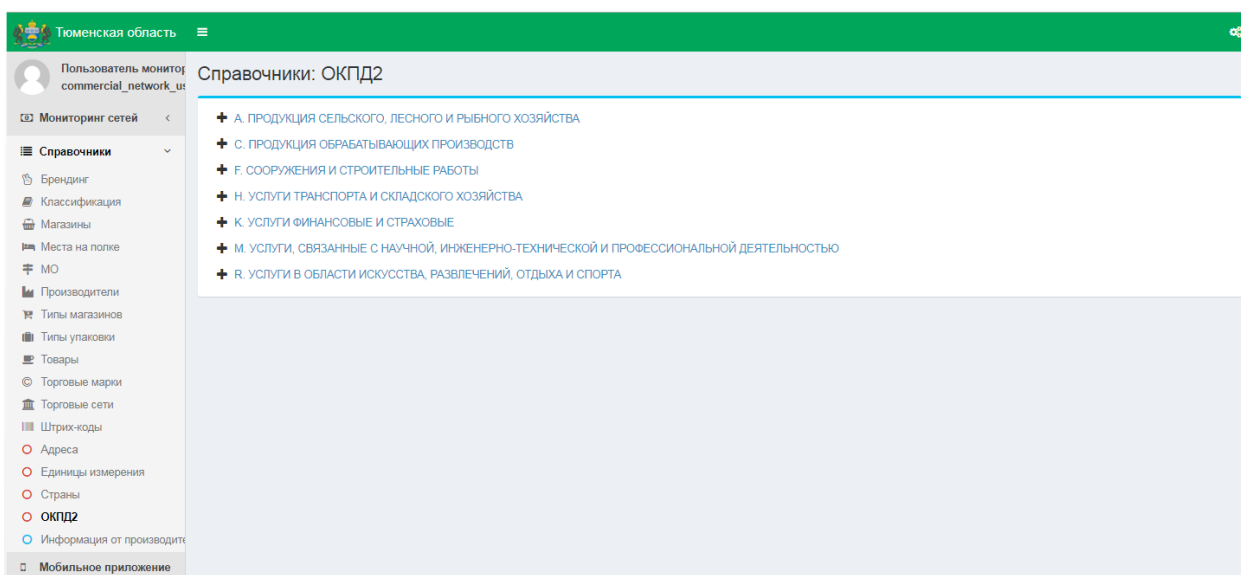 Тюменская область
Пользователь монитор
commercial_network_us
Мониторинг сетей
Справочники
Брендинг
Классификация
Магазины
Места на полке
МО
Производители
Типы магазинов
Типы упаковки
Товары
Торговые марки
Торговые сети
Штрих-коды
Адреса
Единицы измерения
Страны
ОКПД2
Информация от производите
Мобильное приложение
Справочники: ОКПД2
A. ПРОДУКЦИЯ СЕЛЬСКОГО, ЛЕСНОГО И РЫБНОГО ХОЗЯЙСТВА
C. ПРОДУКЦИЯ ОБРАБАТЫВАЮЩИХ ПРОИЗВОДСТВ
F. СООРУЖЕНИЯ И СТРОИТЕЛЬНЫЕ РАБОТЫ
H. УСЛУГИ ТРАНСПОРТА И СКЛАДСКОГО ХОЗЯЙСТВА
K. УСЛУГИ ФИНАНСОВЫЕ И СТРАХОВЫЕ
M. УСЛУГИ, СВЯЗАННЫЕ С НАУЧНОЙ, ИНЖЕНЕРНО-ТЕХНИЧЕСКОЙ И ПРОФЕССИОНАЛЬНОЙ ДЕЯТЕЛЬНОСТЬЮ
R. УСЛУГИ В ОБЛАСТИ ИСКУССТВА, РАЗВЛЕЧЕНИЙ, ОТДЫХА И СПОРТА